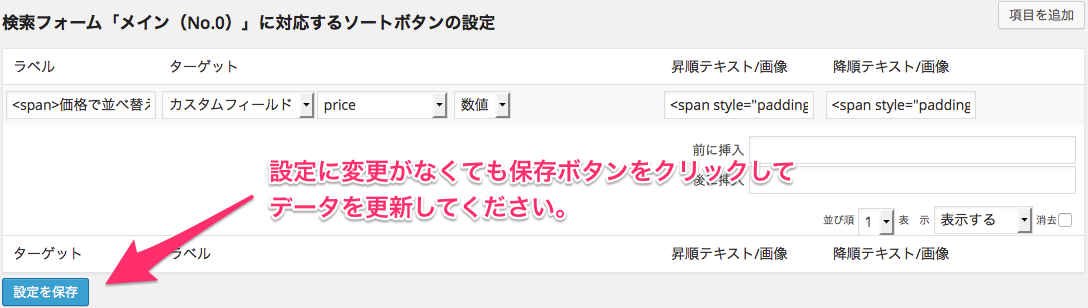 検索フォーム「メイン（No.0）」に対応するソートボタンの設定
項目を追加
ラベル ターゲット 昇順テキスト/画像 降順テキスト/画像
<span>価格で並べ替え カスタムフィールド price 数値 <span style="padding <span style="padding
前に挿入
設定に変更がなくても保存ボタンをクリックして
後に挿入
データを更新してください。
並び順 1 表 示 表示する 消去
ターゲット ラベル 昇順テキスト/画像 降順テキスト/画像
設定を保存